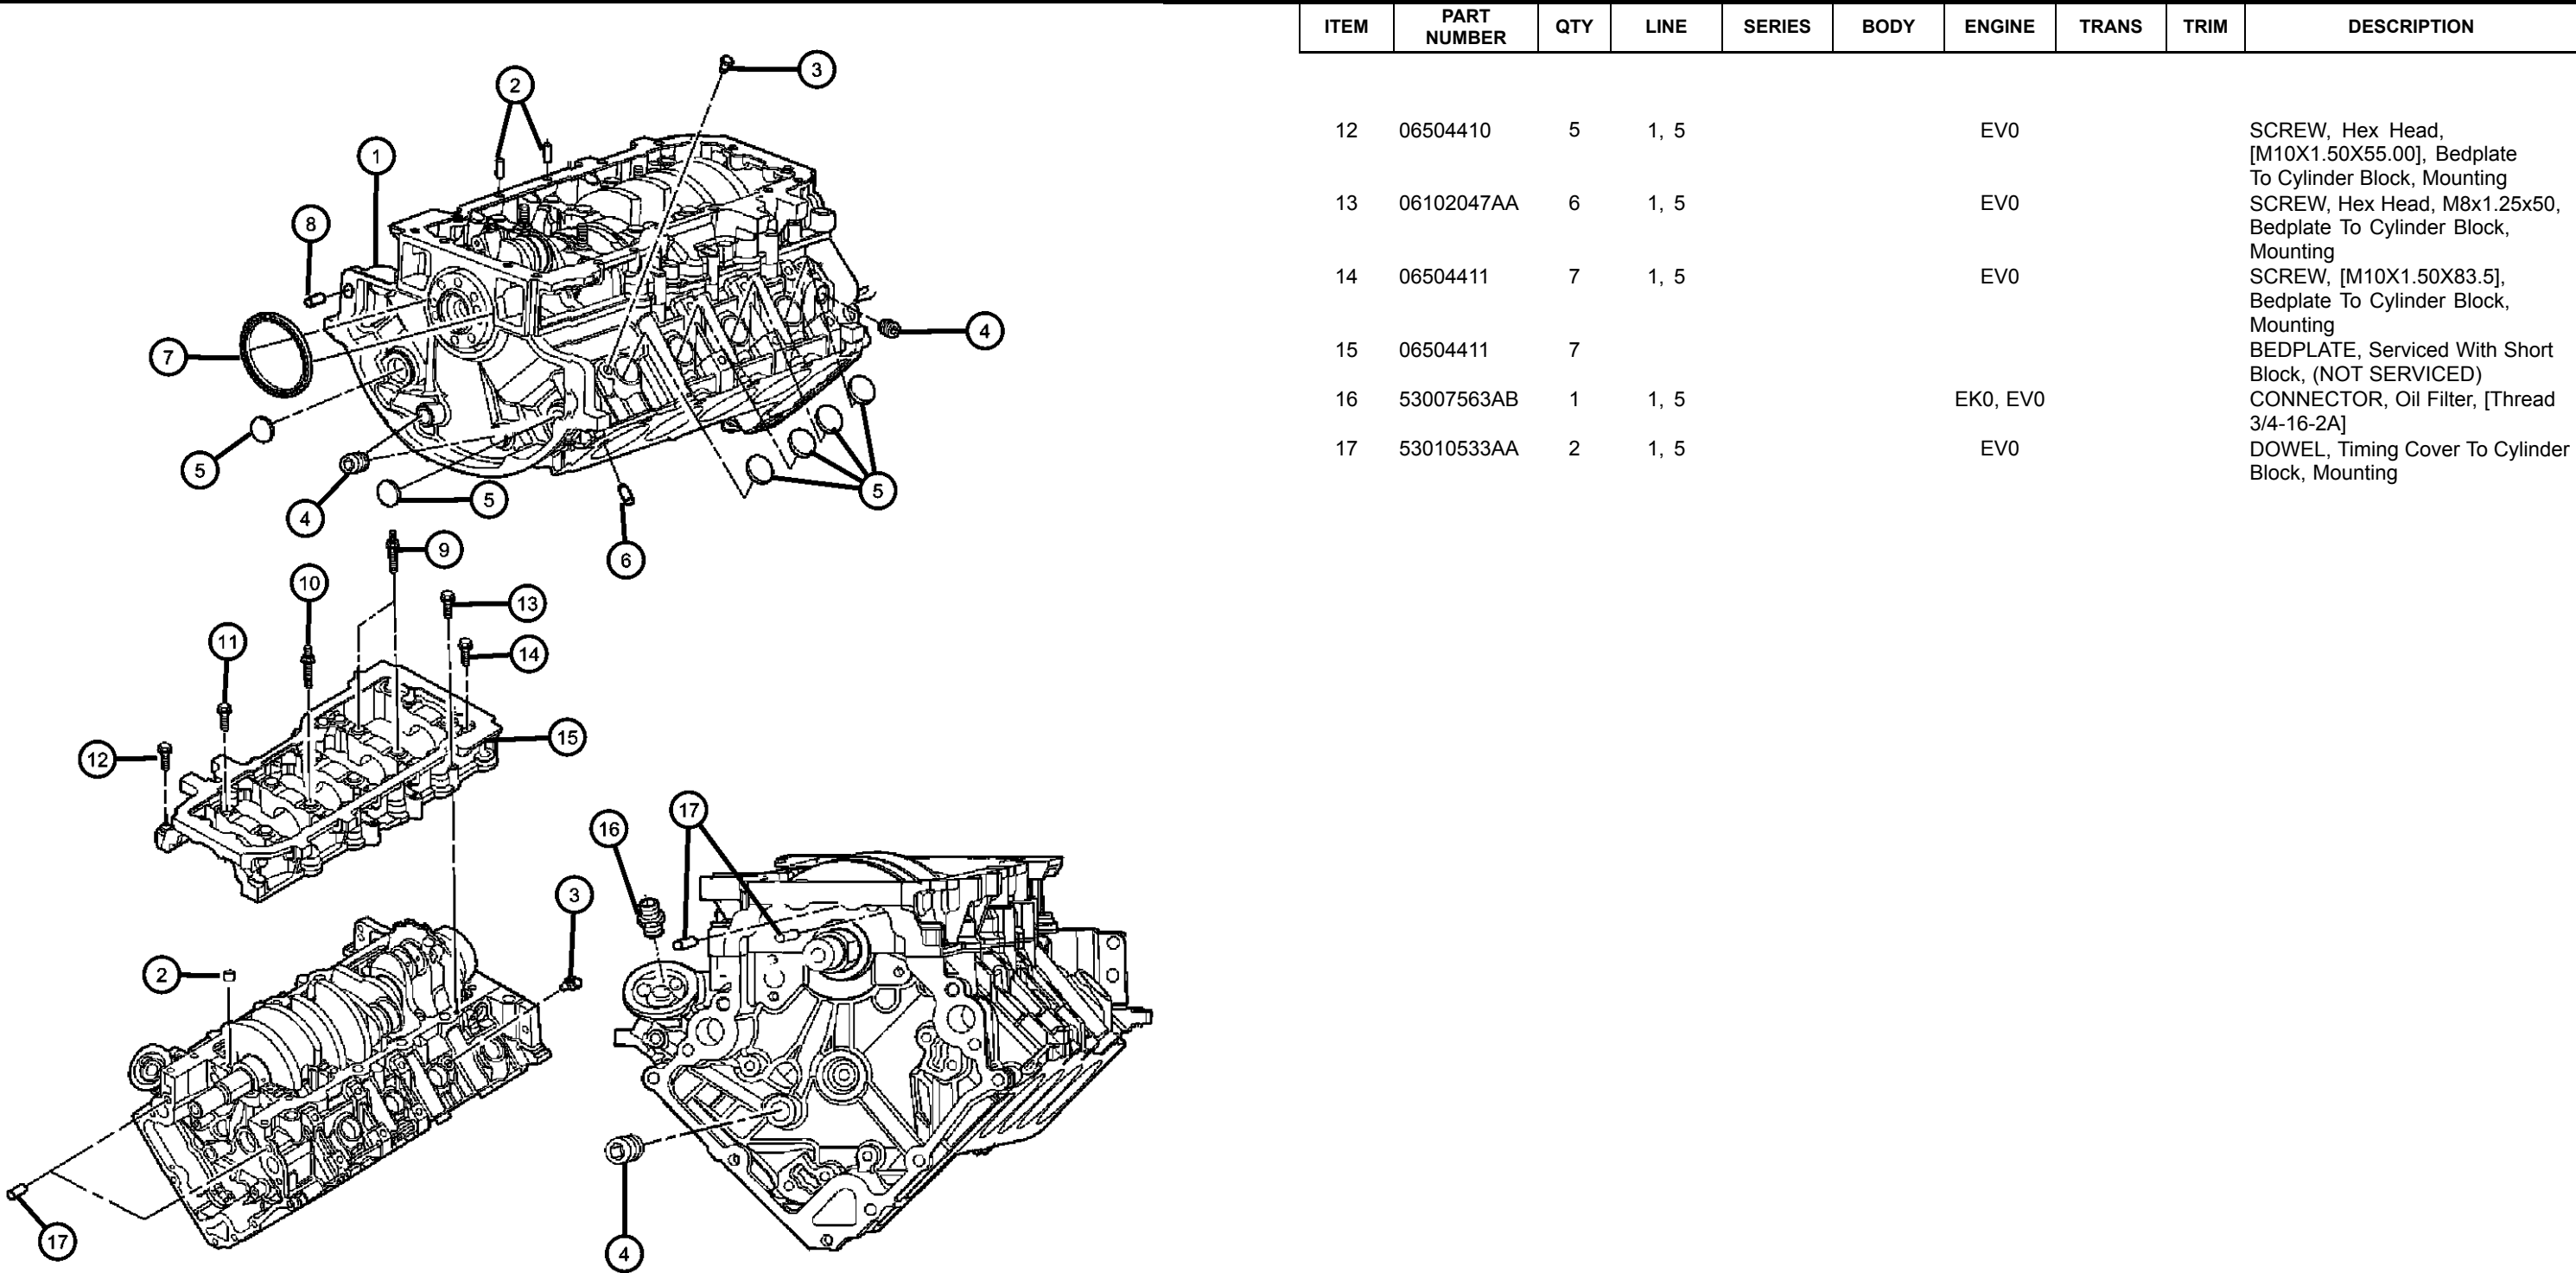 ITEM PART NUMBER QTY LINE SERIES BODY ENGINE TRANS TRIM DESCRIPTION
12 06504410 5 1, 5 EV0 SCREW, Hex Head,
[M10X1.50X55.00], Bedplate
To Cylinder Block, Mounting
13 06102047AA 6 1, 5 EV0 SCREW, Hex Head, M8x1.25x50,
Bedplate To Cylinder Block,
Mounting
14 06504411 7 1, 5 EV0 SCREW, [M10X1.50X83.5],
Bedplate To Cylinder Block,
Mounting
15 06504411 7 BEDPLATE, Serviced With Short
Block, (NOT SERVICED)
16 53007563AB 1 1, 5 EK0, EV0 CONNECTOR, Oil Filter, [Thread
3/4-16-2A]
17 53010533AA 2 1, 5 EV0 DOWEL, Timing Cover To Cylinder
Block, Mounting
3
2
1
8
4
7
5
5
5
4
6
9
10
13
11
14
15
12
17
16
3
2
17
4